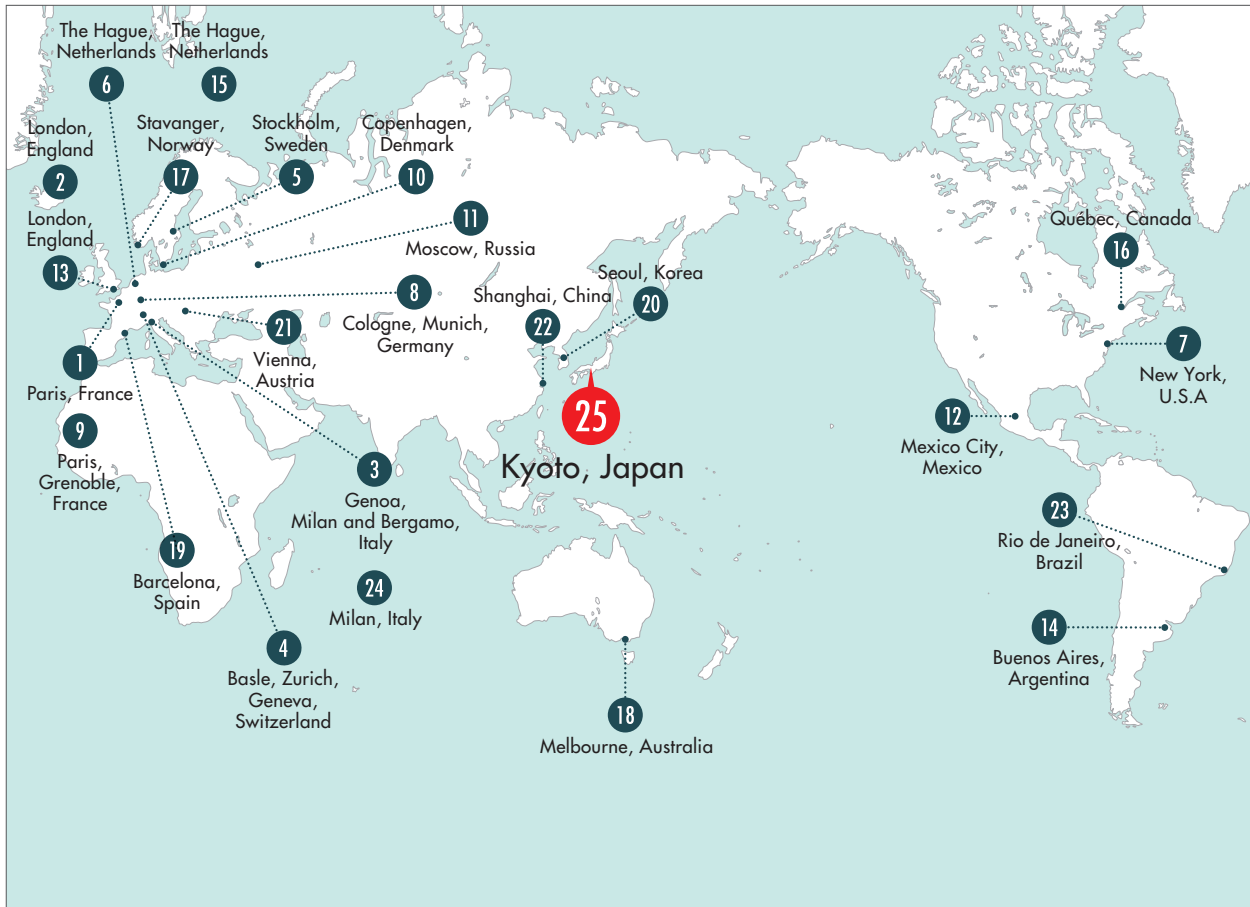 The Hague,
Netherlands
6
The Hague,
Netherlands
15
London,
England
2
Stavanger,
Norway
17
Stockholm,
Sweden
5
Copenhagen,
Denmark
10
London,
England
13
11
Moscow, Russia
Québec, Canada
16
8
Cologne, Munich,
Germany
Seoul, Korea
20
Shanghai, China
22
21
Vienna,
Austria
1
Paris, France
7
New York,
U.S.A
25
Kyoto, Japan
12
Mexico City,
Mexico
9
Paris,
Grenoble,
France
3
Genoa,
Milan and Bergamo,
Italy
23
Rio de Janeiro,
Brazil
19
Barcelona,
Spain
24
Milan, Italy
14
Buenos Aires,
Argentina
4
Basle, Zurich,
Geneva,
Switzerland
18
Melbourne, Australia